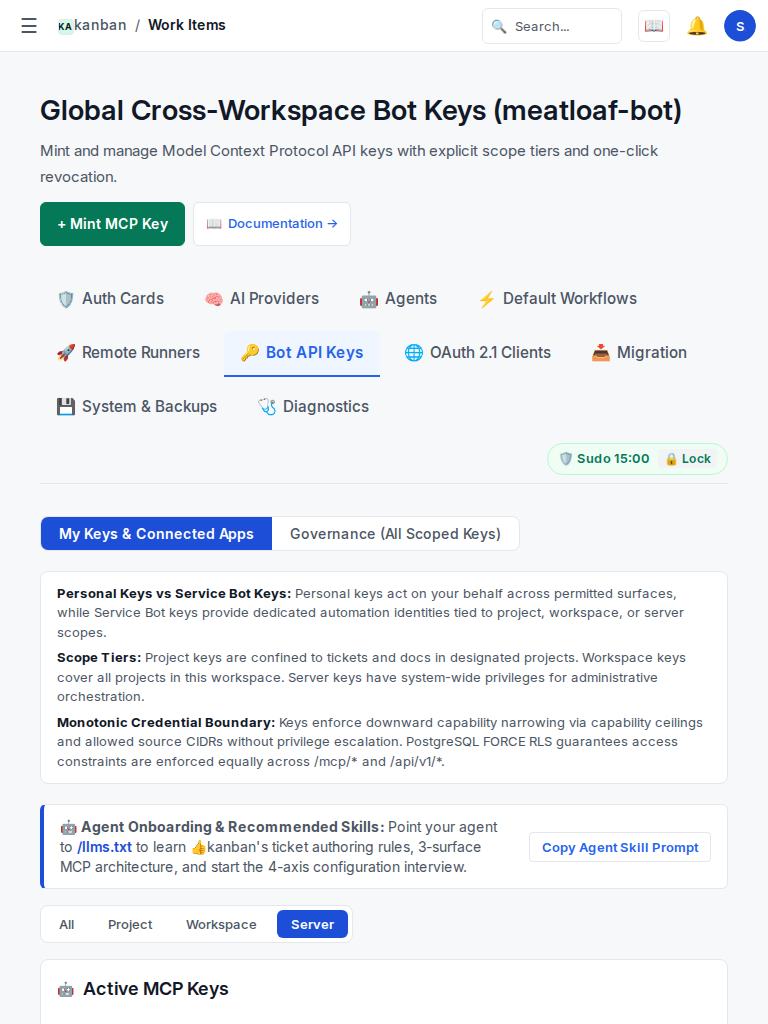 ☰ KA kanban / Work Items 🔍 Search... 📖 🔔 S
Global Cross-Workspace Bot Keys (meatloaf-bot)
Mint and manage Model Context Protocol API keys with explicit scope tiers and one-click
revocation.
+ Mint MCP Key 📖 Documentation →
🛡️ Auth Cards 🧠 AI Providers 🤖 Agents ⚡ Default Workflows
🚀 Remote Runners 🔑 Bot API Keys 🌐 OAuth 2.1 Clients 📥 Migration
💾 System & Backups 🩺 Diagnostics
🛡️ Sudo 15:00 🔒 Lock
My Keys & Connected Apps Governance (All Scoped Keys)
Personal Keys vs Service Bot Keys: Personal keys act on your behalf across permitted surfaces,
while Service Bot keys provide dedicated automation identities tied to project, workspace, or server
scopes.
Scope Tiers: Project keys are confined to tickets and docs in designated projects. Workspace keys
cover all projects in this workspace. Server keys have system-wide privileges for administrative
orchestration.
Monotonic Credential Boundary: Keys enforce downward capability narrowing via capability ceilings
and allowed source CIDRs without privilege escalation. PostgreSQL FORCE RLS guarantees access
constraints are enforced equally across /mcp/* and /api/v1/*.
🤖 Agent Onboarding & Recommended Skills: Point your agent
to /llms.txt to learn 👍kanban's ticket authoring rules, 3-surface
MCP architecture, and start the 4-axis configuration interview.
Copy Agent Skill Prompt
All Project Workspace Server
🤖 Active MCP Keys